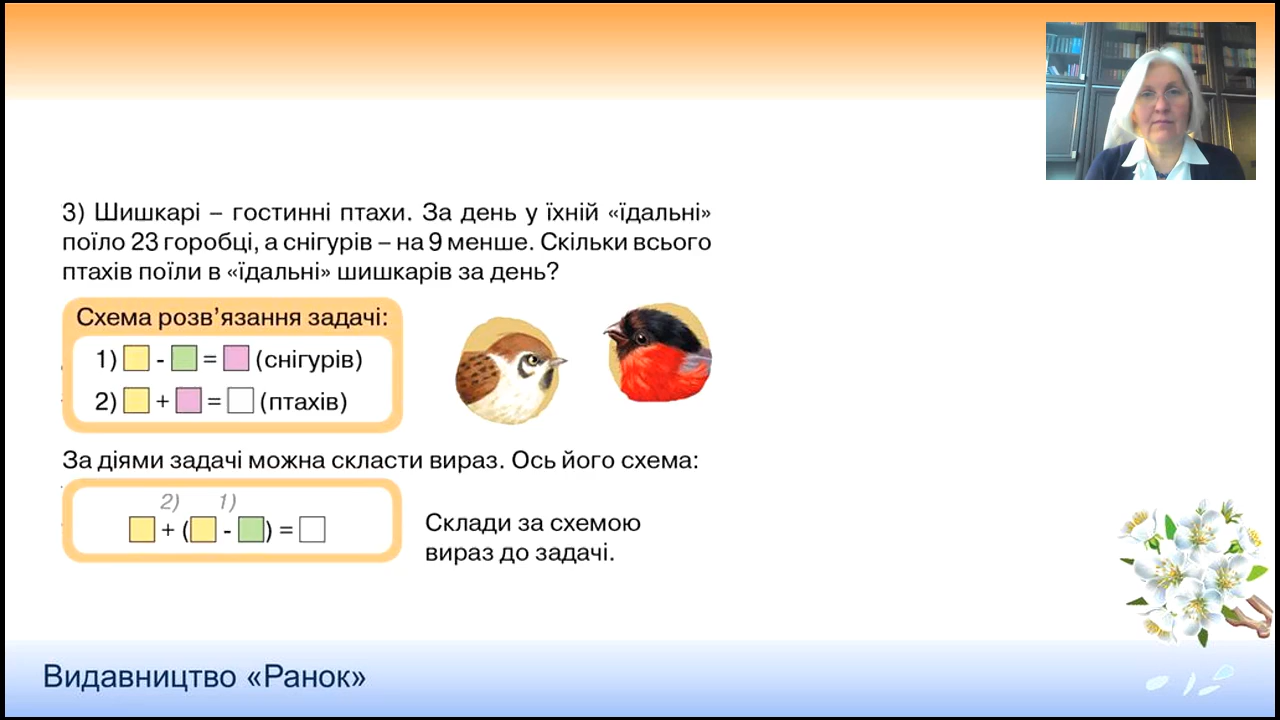 3) Шишкарі – гостинні птахи. За день у їхній «їдальні»
поїло 23 горобці, а снігурів – на 9 менше. Скільки всього
птахів поїли в «їдальні» шишкарів за день?
Схема розв’язання задачі:
1) - = (снігурів)
2) + = (птахів)
За діями задачі можна скласти вираз. Ось його схема:
2) 1)
+ ( - ) =
Склади за схемою
вираз до задачі.
Видавництво «Ранок»